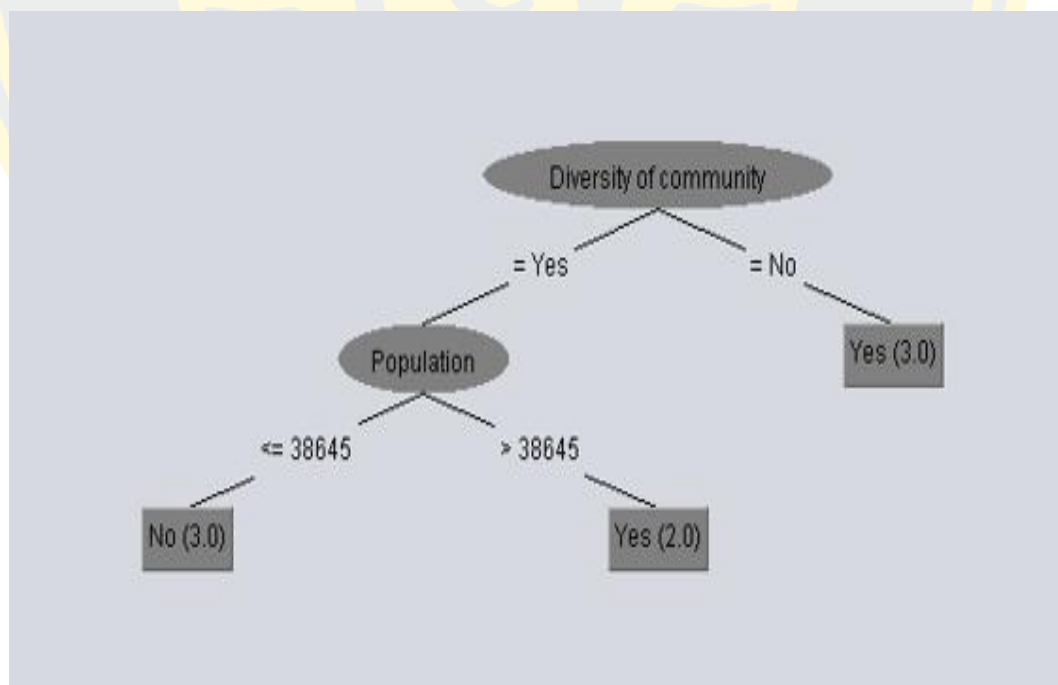 Diversity of community
= Yes
= No
Population
Yes (3.0)
<= 38645
> 38645
No (3.0)
Yes (2.0)